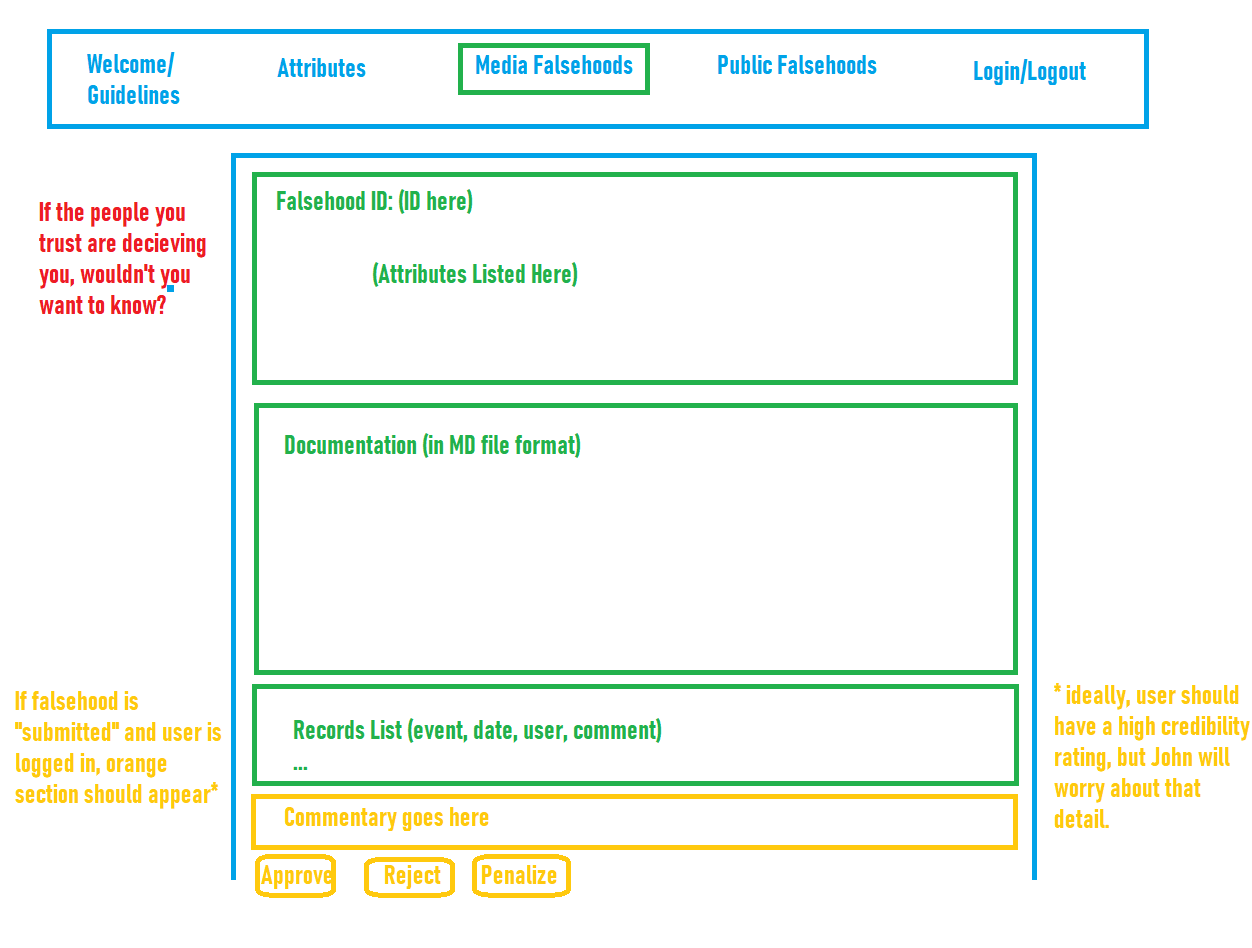 Welcome/
Guidelines
Attributes
Media Falsehoods
Public Falsehoods
Login/Logout
If the people you
trust are decieving
you, wouldn't you
want to know?
Falsehood ID: (ID here)
(Attributes Listed Here)
Documentation (in MD file format)
If falsehood is
"submitted" and user is
logged in, orange
section should appear*
Records List (event, date, user, comment)
...
Commentary goes here
Approve
Reject
Penalize
* ideally, user should
have a high credibility
rating, but John will
worry about that
detail.